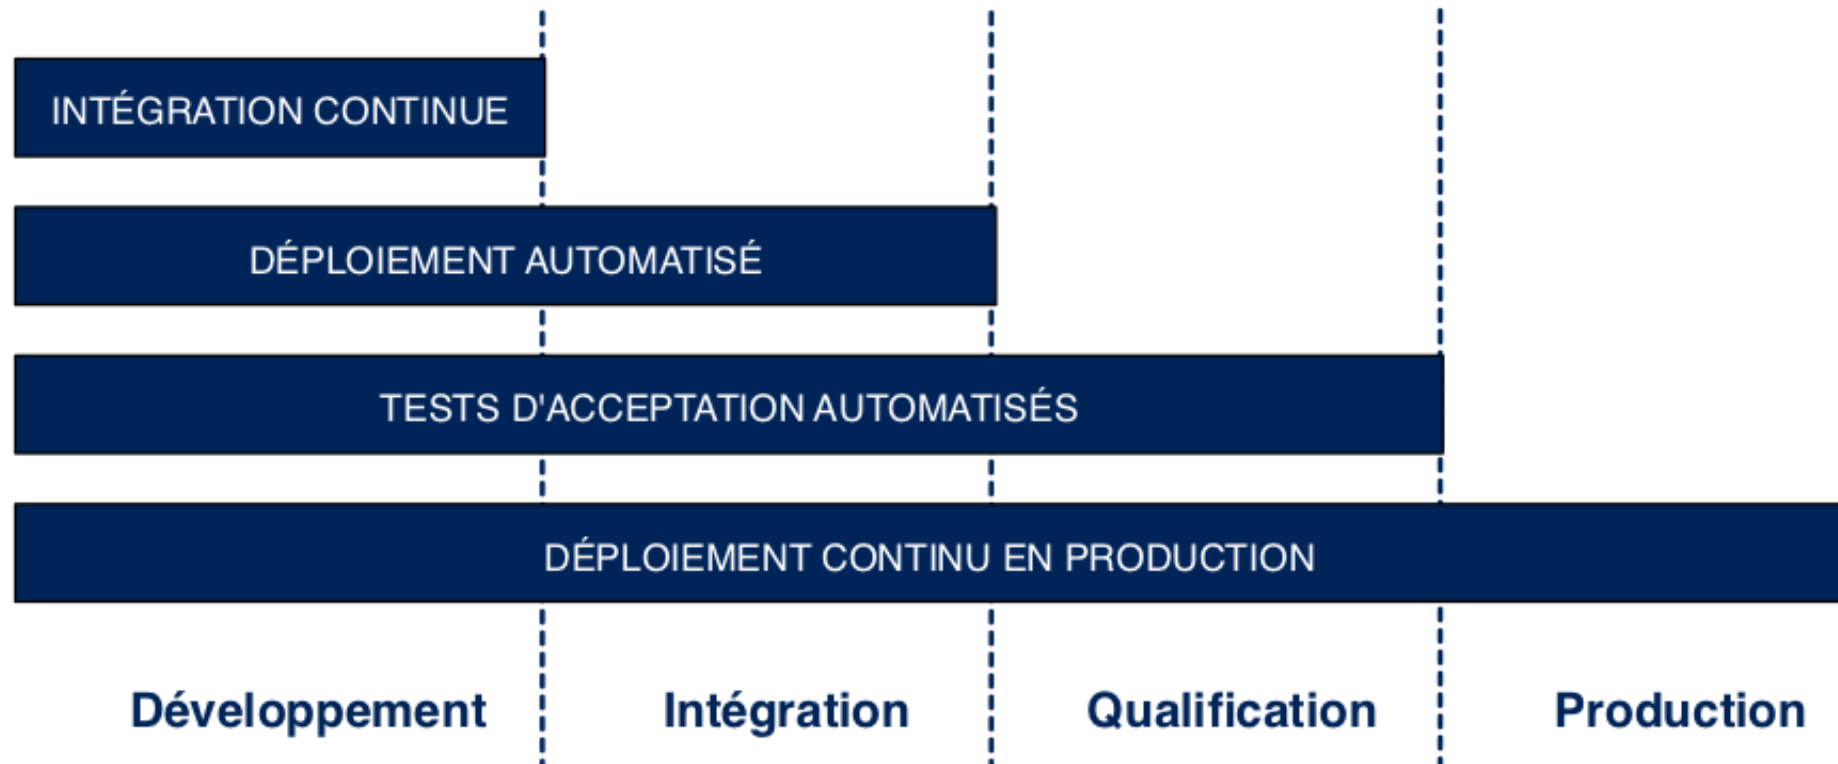 INTÉGRATION CONTINUE
DÉPLOIEMENT AUTOMATISÉ
TESTS D'ACCEPTATION AUTOMATISÉS
DÉPLOIEMENT CONTINU EN PRODUCTION
Développement Intégration Qualification Production